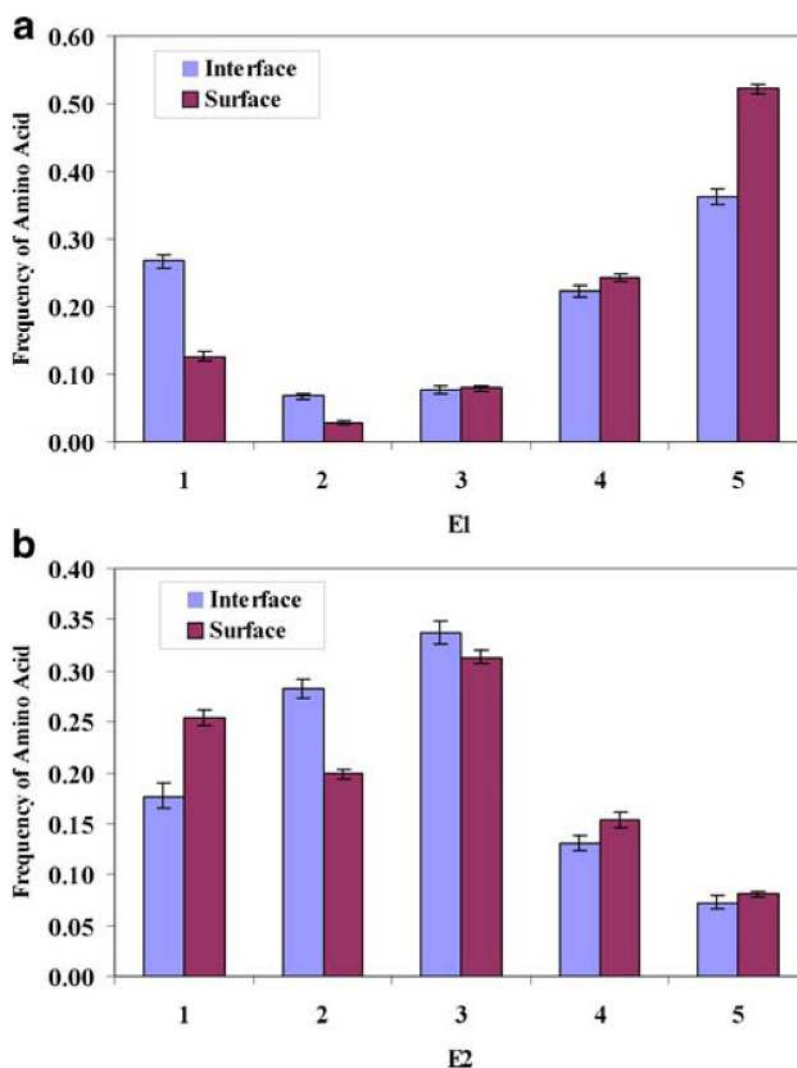 a
Frequency of Amino Acid
0.60
0.50
0.40
0.30
0.20
0.10
0.00
Interface
Surface
1 2 3 4 5
E1
b
Frequency of Amino Acid
0.40
0.35
0.30
0.25
0.20
0.15
0.10
0.05
0.00
Interface
Surface
1 2 3 4 5
E2